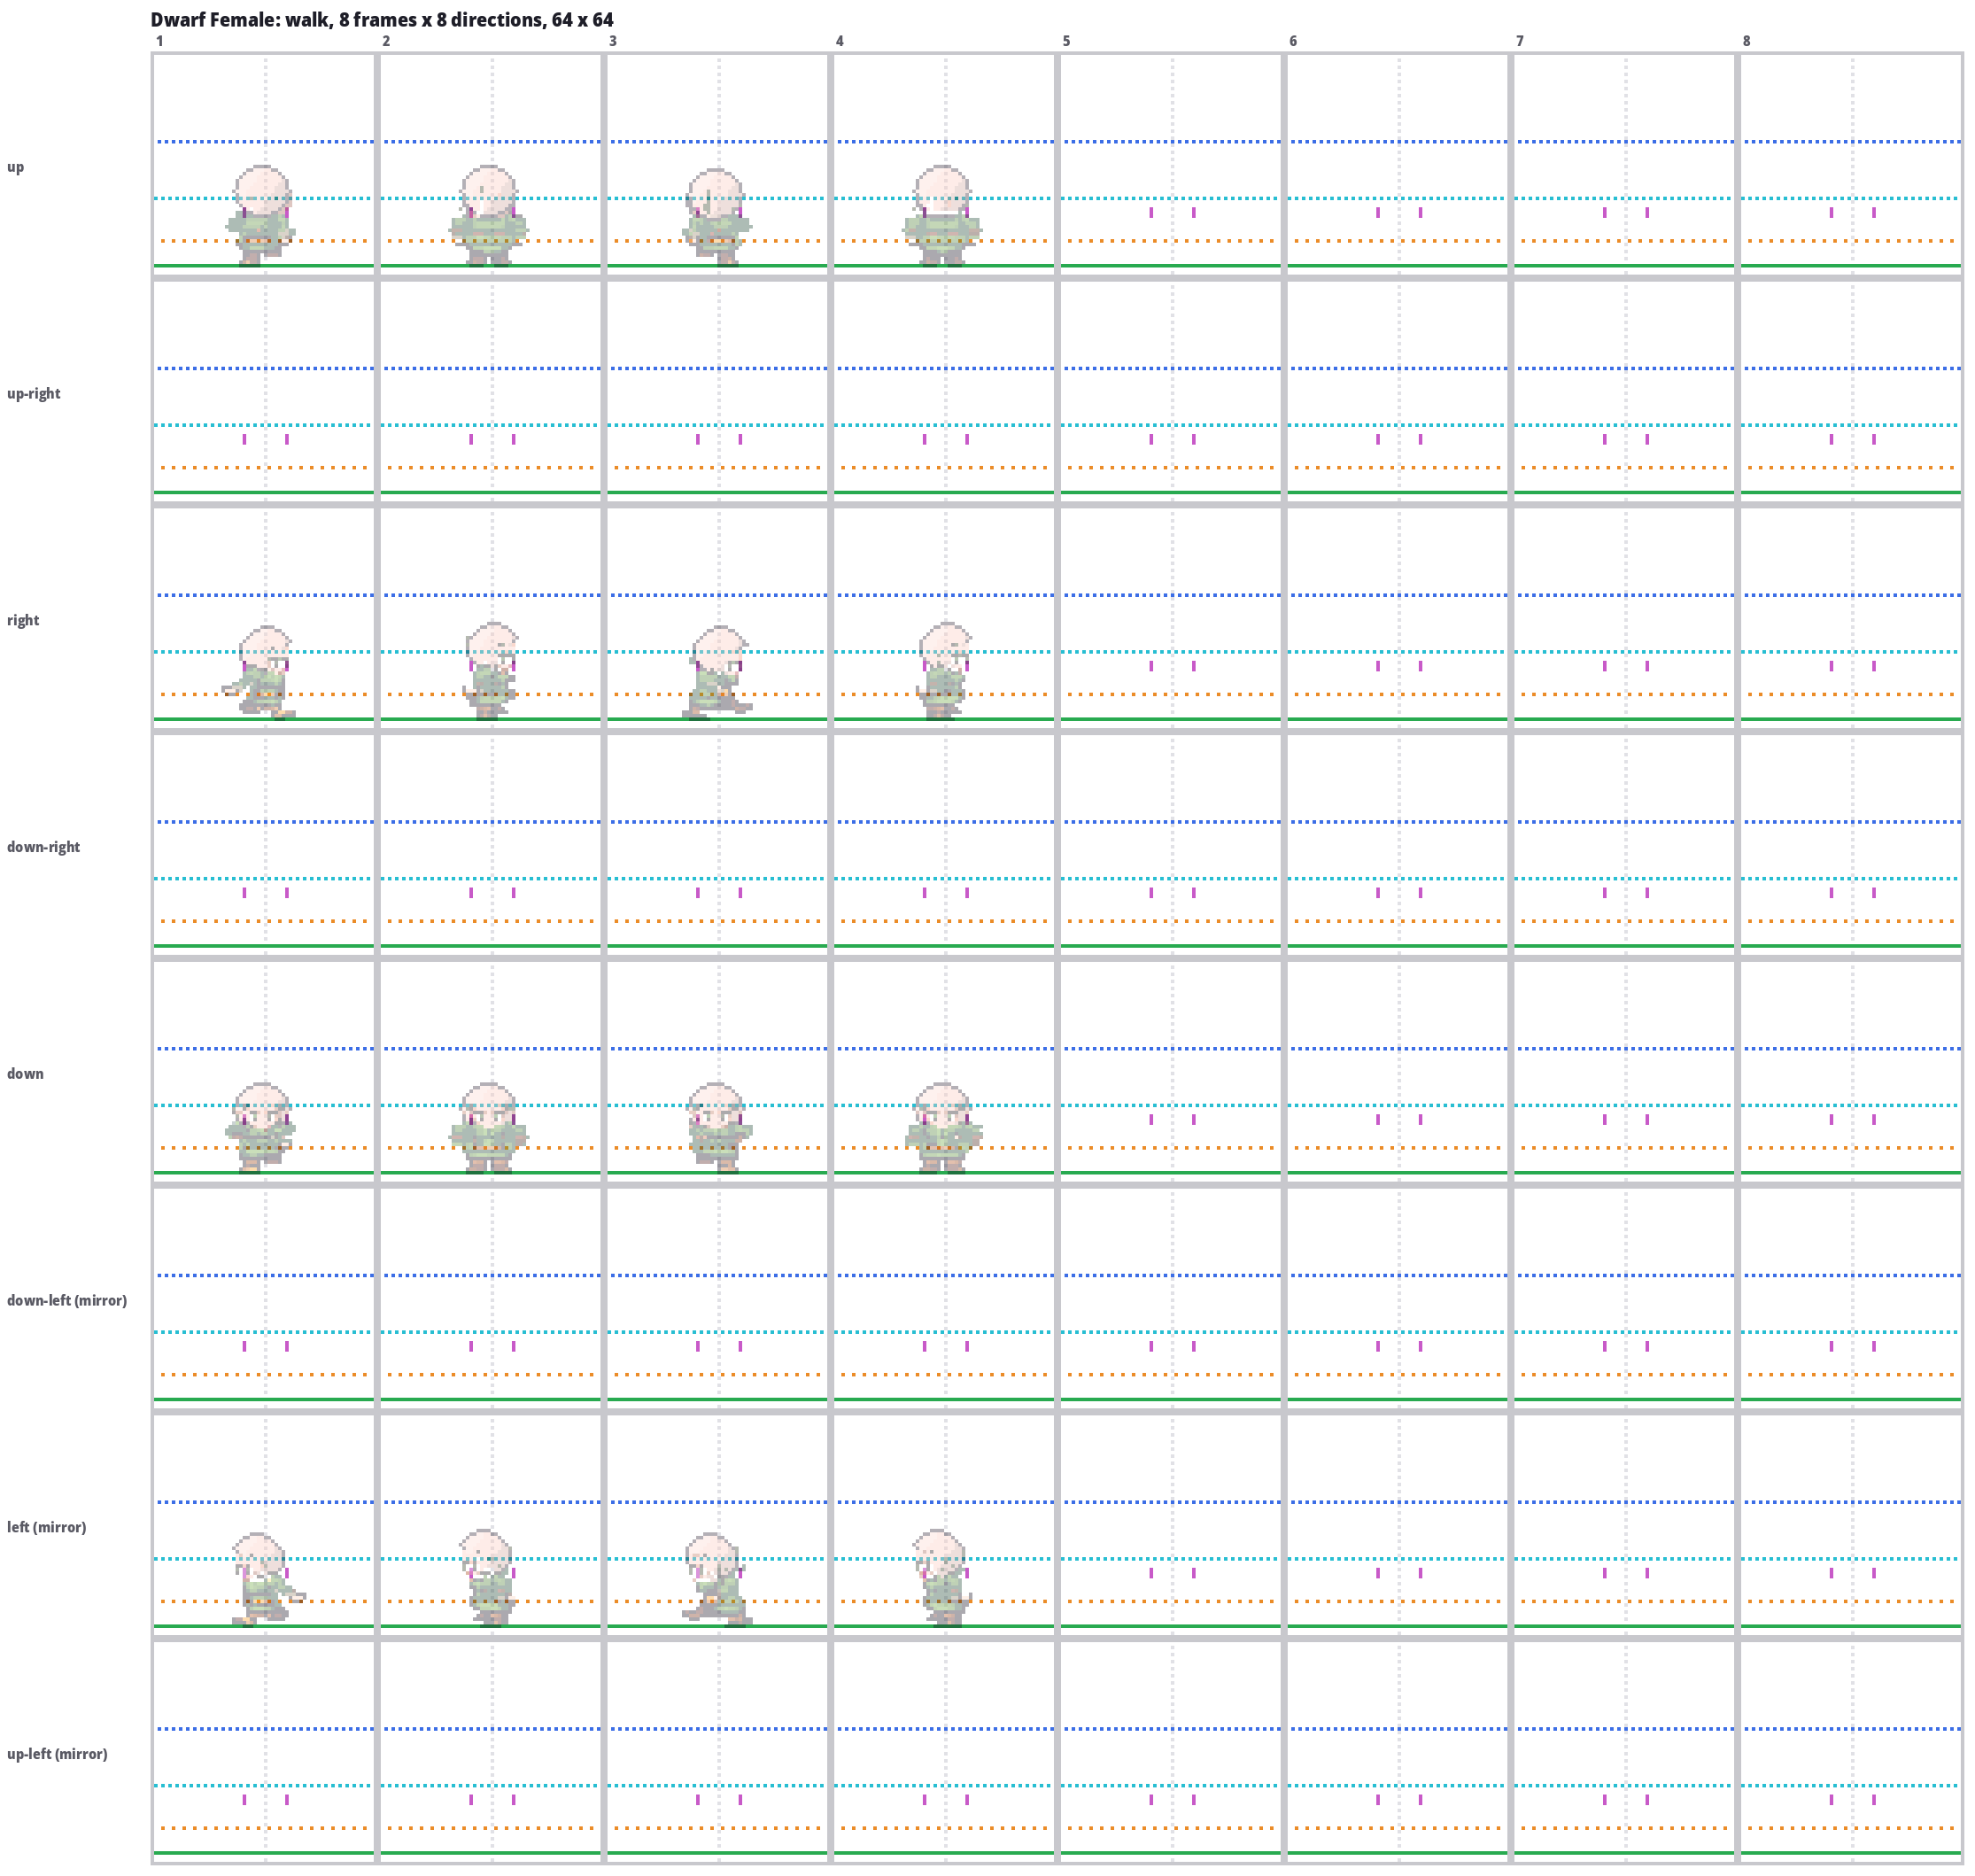 Dwarf Female: walk, 8 frames x 8 directions, 64 x 64
1 2 3 4 5 6 7 8
up
up-right
right
down-right
down
down-left (mirror)
left (mirror)
up-left (mirror)